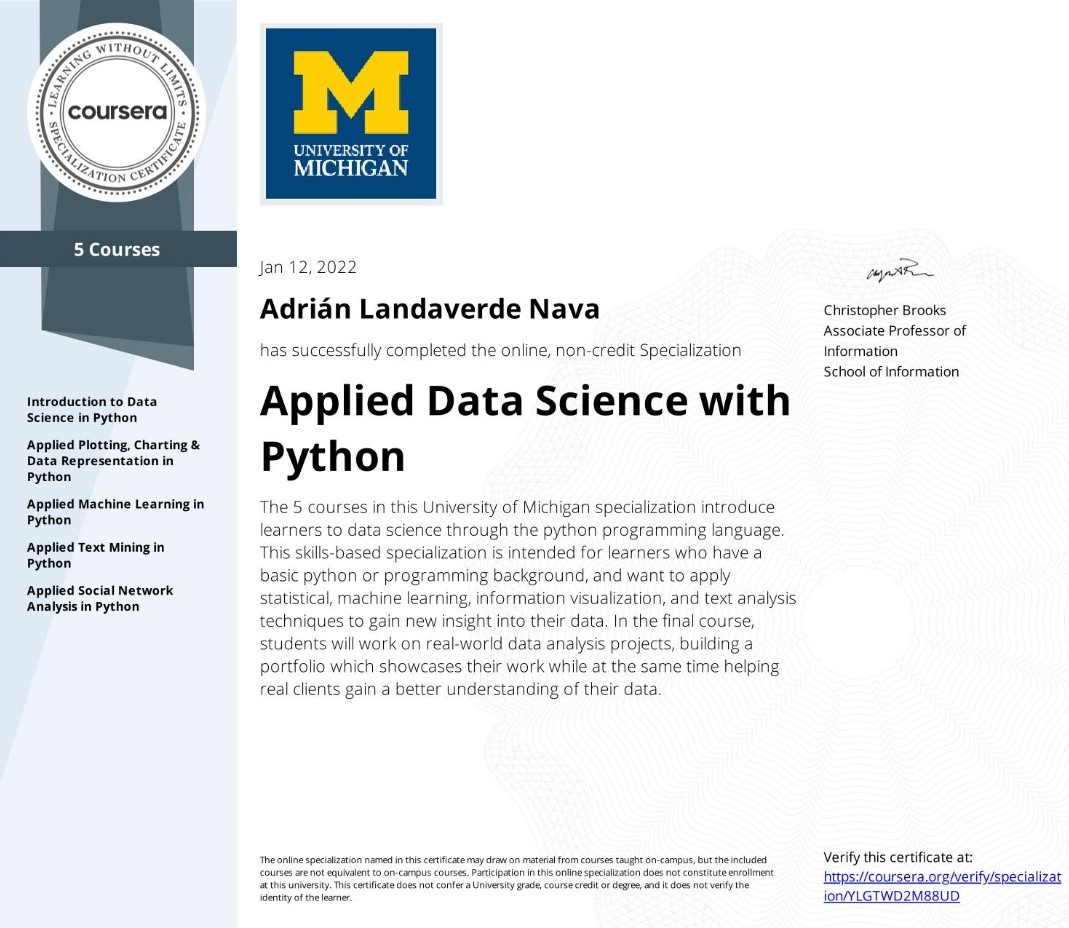 · LEARNING WITHOUT LIMITS ·
coursera
SPECIALIZATION CERTIFICATE
5 Courses
Introduction to Data
Science in Python
Applied Plotting, Charting &
Data Representation in
Python
Applied Machine Learning in
Python
Applied Text Mining in
Python
Applied Social Network
Analysis in Python
M
UNIVERSITY OF
MICHIGAN
Jan 12, 2022
Adrián Landaverde Nava
has successfully completed the online, non-credit Specialization
Applied Data Science with
Python
The 5 courses in this University of Michigan specialization introduce
learners to data science through the python programming language.
This skills-based specialization is intended for learners who have a
basic python or programming background, and want to apply
statistical, machine learning, information visualization, and text analysis
techniques to gain new insight into their data. In the final course,
students will work on real-world data analysis projects, building a
portfolio which showcases their work while at the same time helping
real clients gain a better understanding of their data.
Christopher Brooks
Associate Professor of
Information
School of Information
The online specialization named in this certificate may draw on material from courses taught on-campus, but the included
courses are not equivalent to on-campus courses. Participation in this online specialization does not constitute enrollment
at this university. This certificate does not confer a University grade, course credit or degree, and it does not verify the
identity of the learner.
Verify this certificate at:
https://coursera.org/verify/specializat
ion/YLGTWD2M88UD